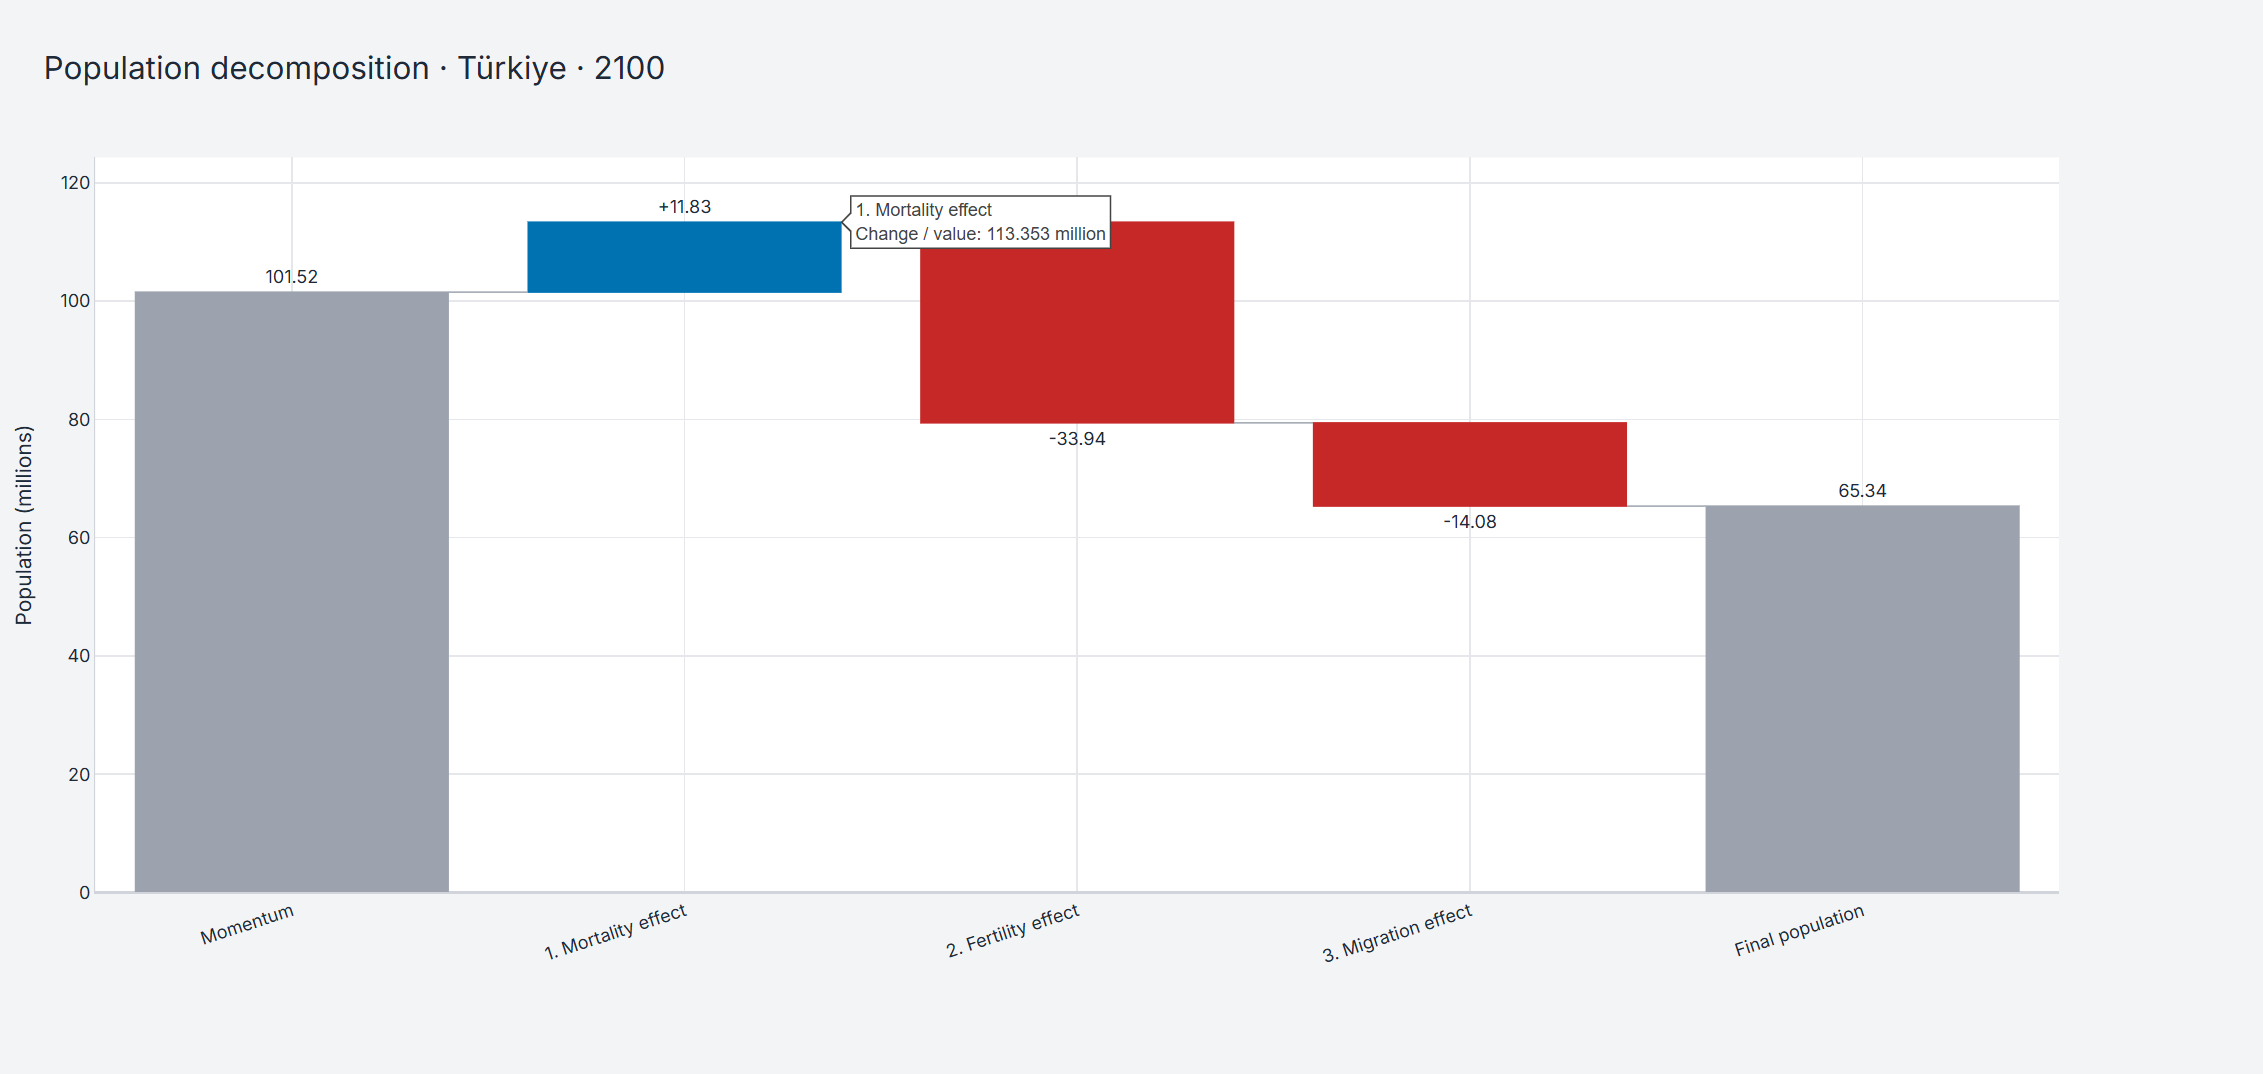 Population decomposition · Türkiye · 2100
Population (millions)
120
100
80
60
40
20
0
101.52
+11.83
1. Mortality effect
Change / value: 113.353 million
-33.94
-14.08
65.34
Momentum
1. Mortality effect
2. Fertility effect
3. Migration effect
Final population